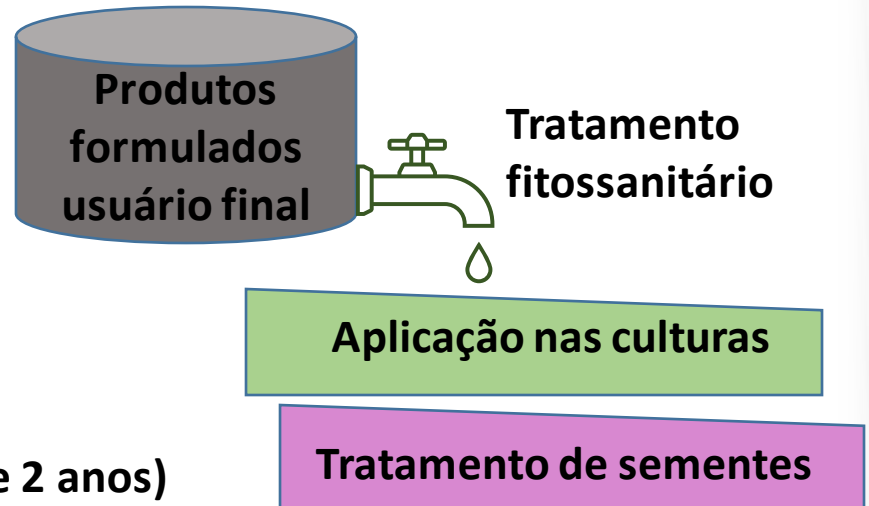 Produtos
formulados
usuário final
Tratamento
fitossanitário
Aplicação nas culturas
Tratamento de sementes
e 2 anos)